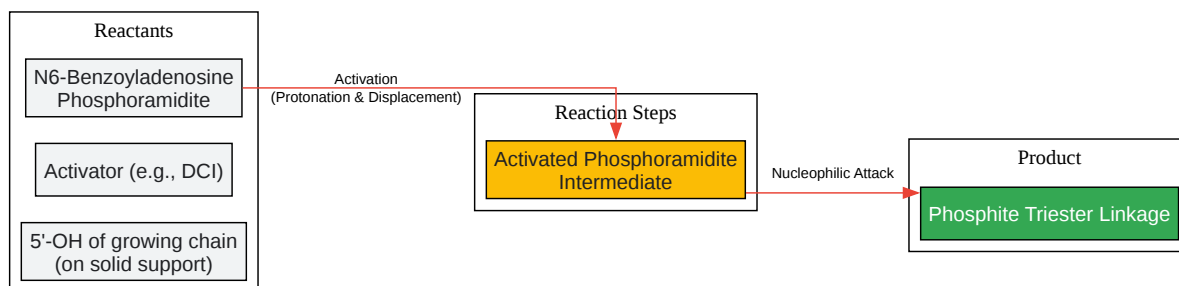 Reactants
N6-Benzoyladenosine
Phosphoramidite
Activator (e.g., DCI)
5'-OH of growing chain
(on solid support)
Activation
(Protonation & Displacement)
Reaction Steps
Activated Phosphoramidite
Intermediate
Nucleophilic Attack
Product
Phosphite Triester Linkage